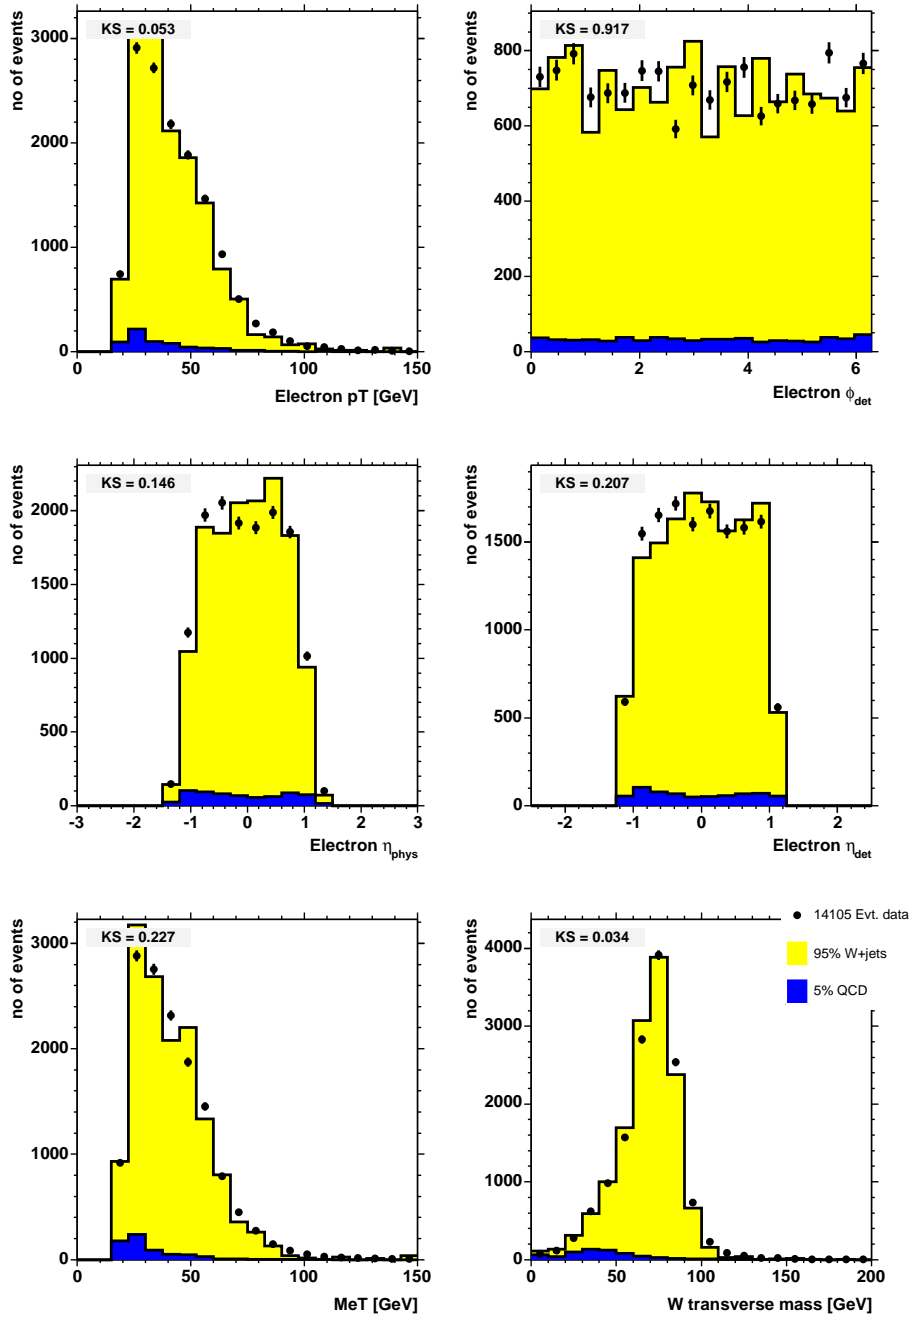 no of events
KS = 0.053
3000
2000
1000
0
0 50 100 150
Electron pT [GeV]
no of events
KS = 0.917
800
600
400
200
0
0 2 4 6
Electron ϕdet
no of events
KS = 0.146
2000
1500
1000
500
0
-3 -2 -1 0 1 2 3
Electron ηphys
no of events
KS = 0.207
1500
1000
500
0
-2 -1 0 1 2
Electron ηdet
no of events
KS = 0.227
3000
2000
1000
0
0 50 100 150
MeT [GeV]
no of events
KS = 0.034
4000
3000
2000
1000
0
0 50 100 150 200
W transverse mass [GeV]
14105 Evt. data
95% W+jets
5% QCD